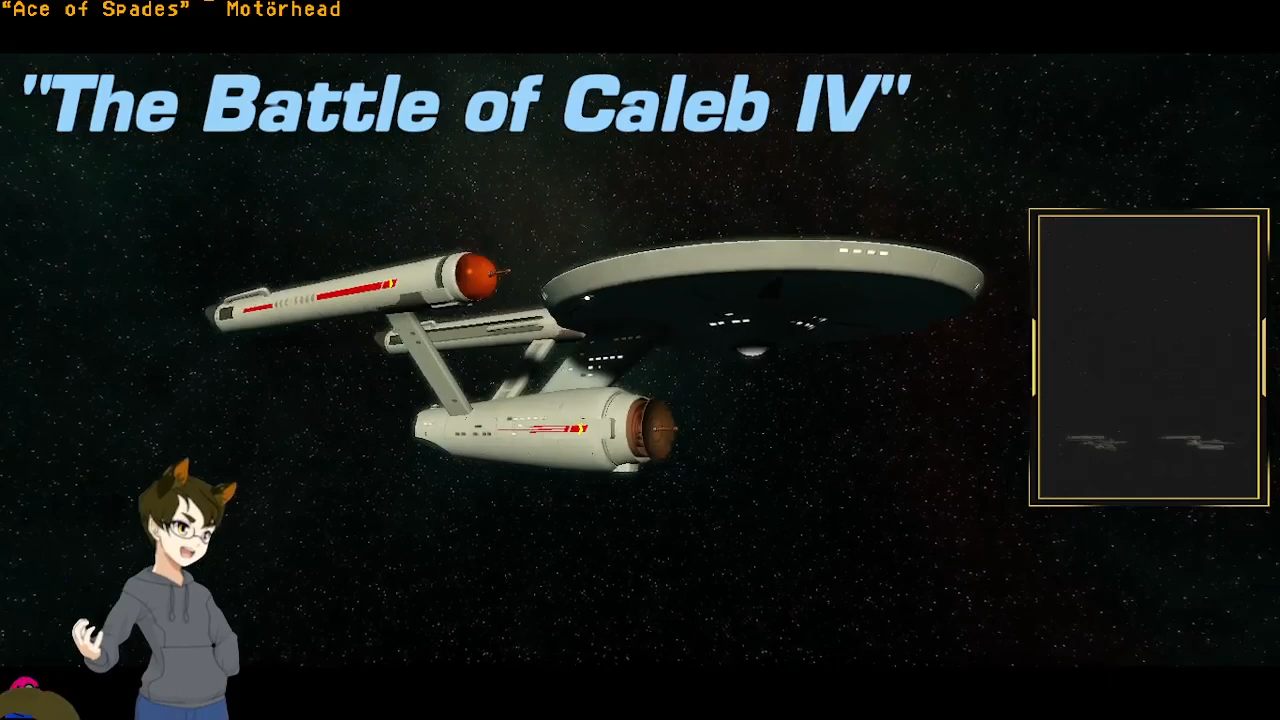 “Ace of Spades” ~ Motörhead
"The Battle of Caleb IV"